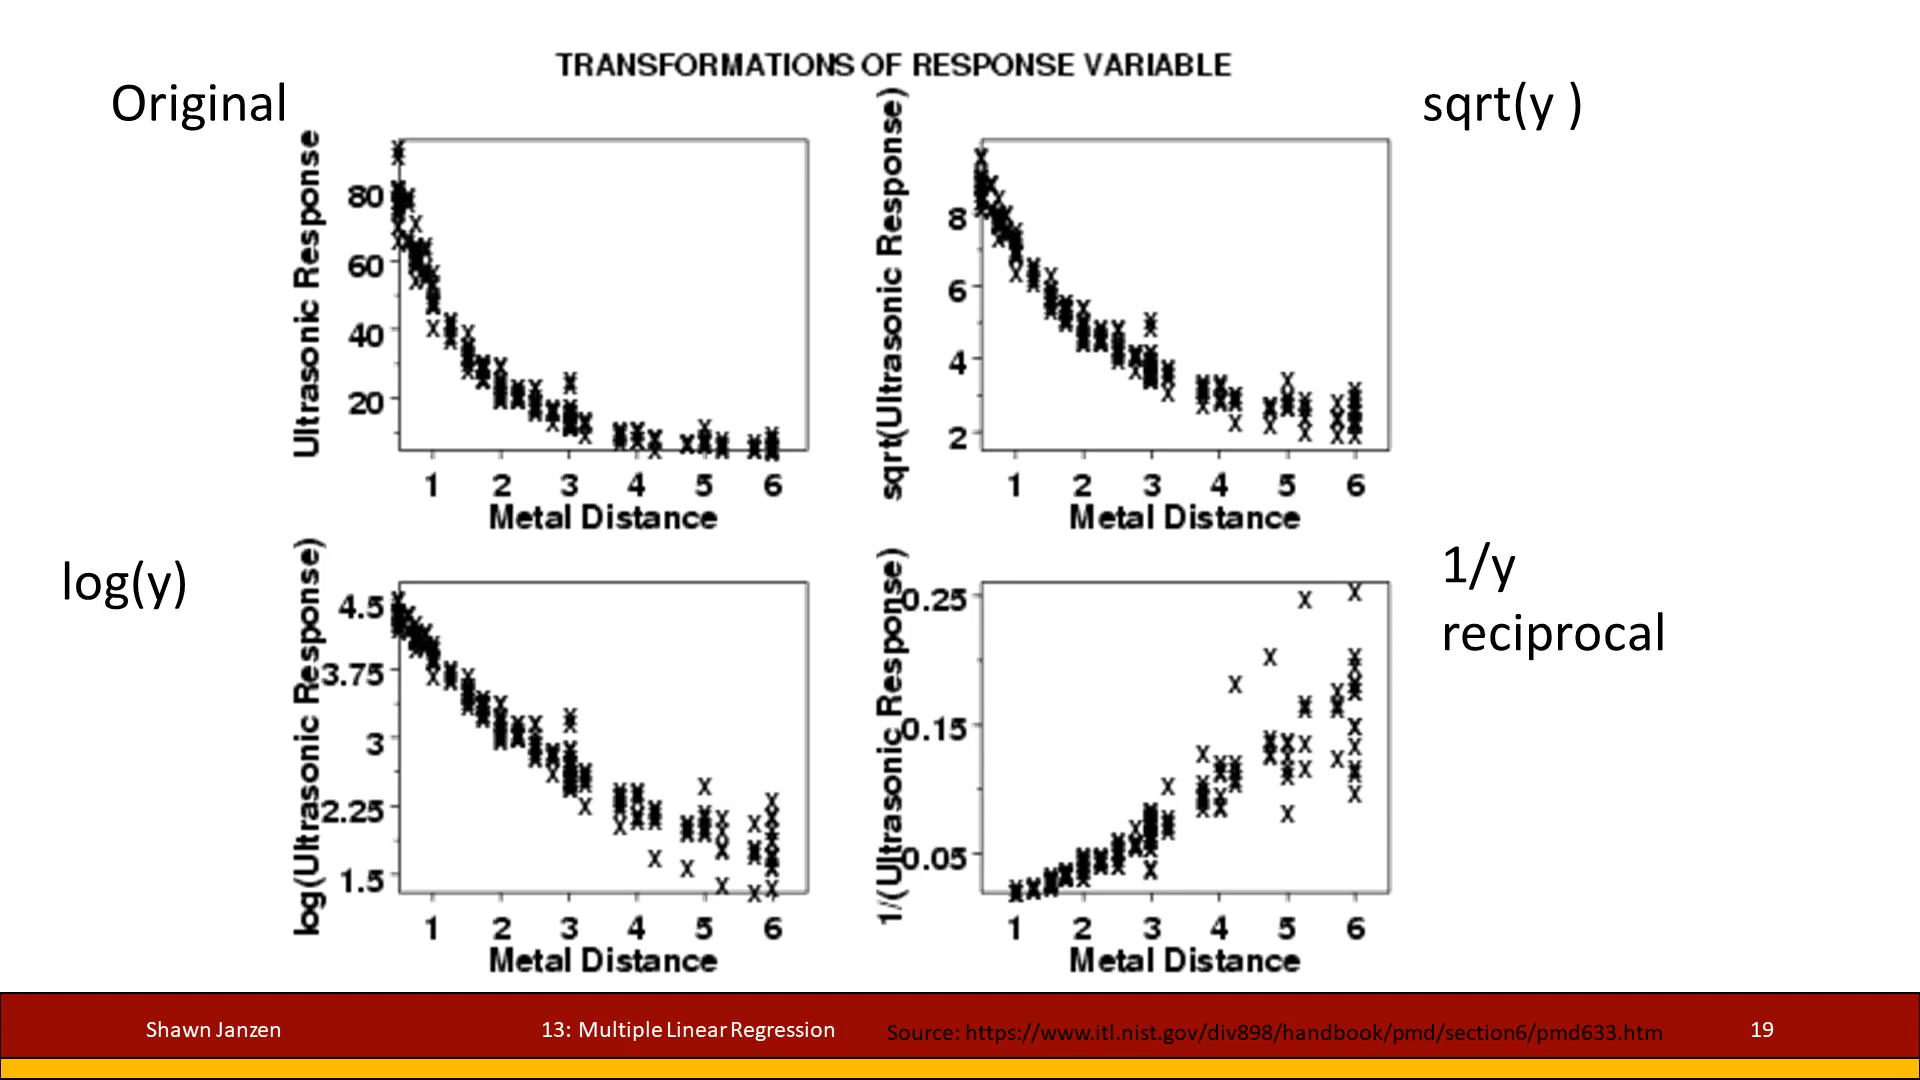 TRANSFORMATIONS OF RESPONSE VARIABLE
Original
sqrt(y )
Ultrasonic Response
80
60
40
20
1 2 3 4 5 6
Metal Distance
sqrt(Ultrasonic Response)
8
6
4
2
1 2 3 4 5 6
Metal Distance
log(y)
1/y
reciprocal
log(Ultrasonic Response)
4.5
3.75
3
2.25
1.5
1 2 3 4 5 6
Metal Distance
1/(Ultrasonic Response)
0.25
0.15
0.05
1 2 3 4 5 6
Metal Distance
Shawn Janzen
13: Multiple Linear Regression
Source: https://www.itl.nist.gov/div898/handbook/pmd/section6/pmd633.htm
19